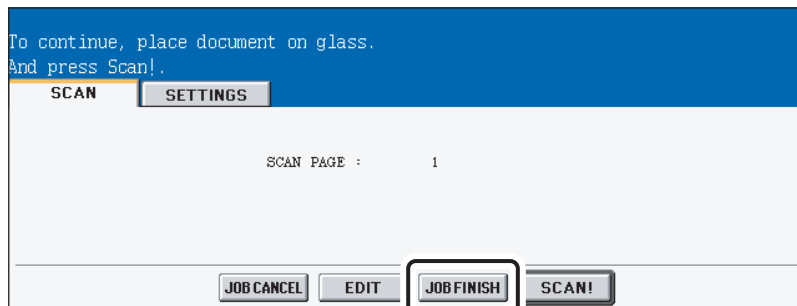 To continue, place document on glass.
And press Scan!.
SCAN SETTINGS
SCAN PAGE : 1
JOB CANCEL EDIT JOB FINISH SCAN!